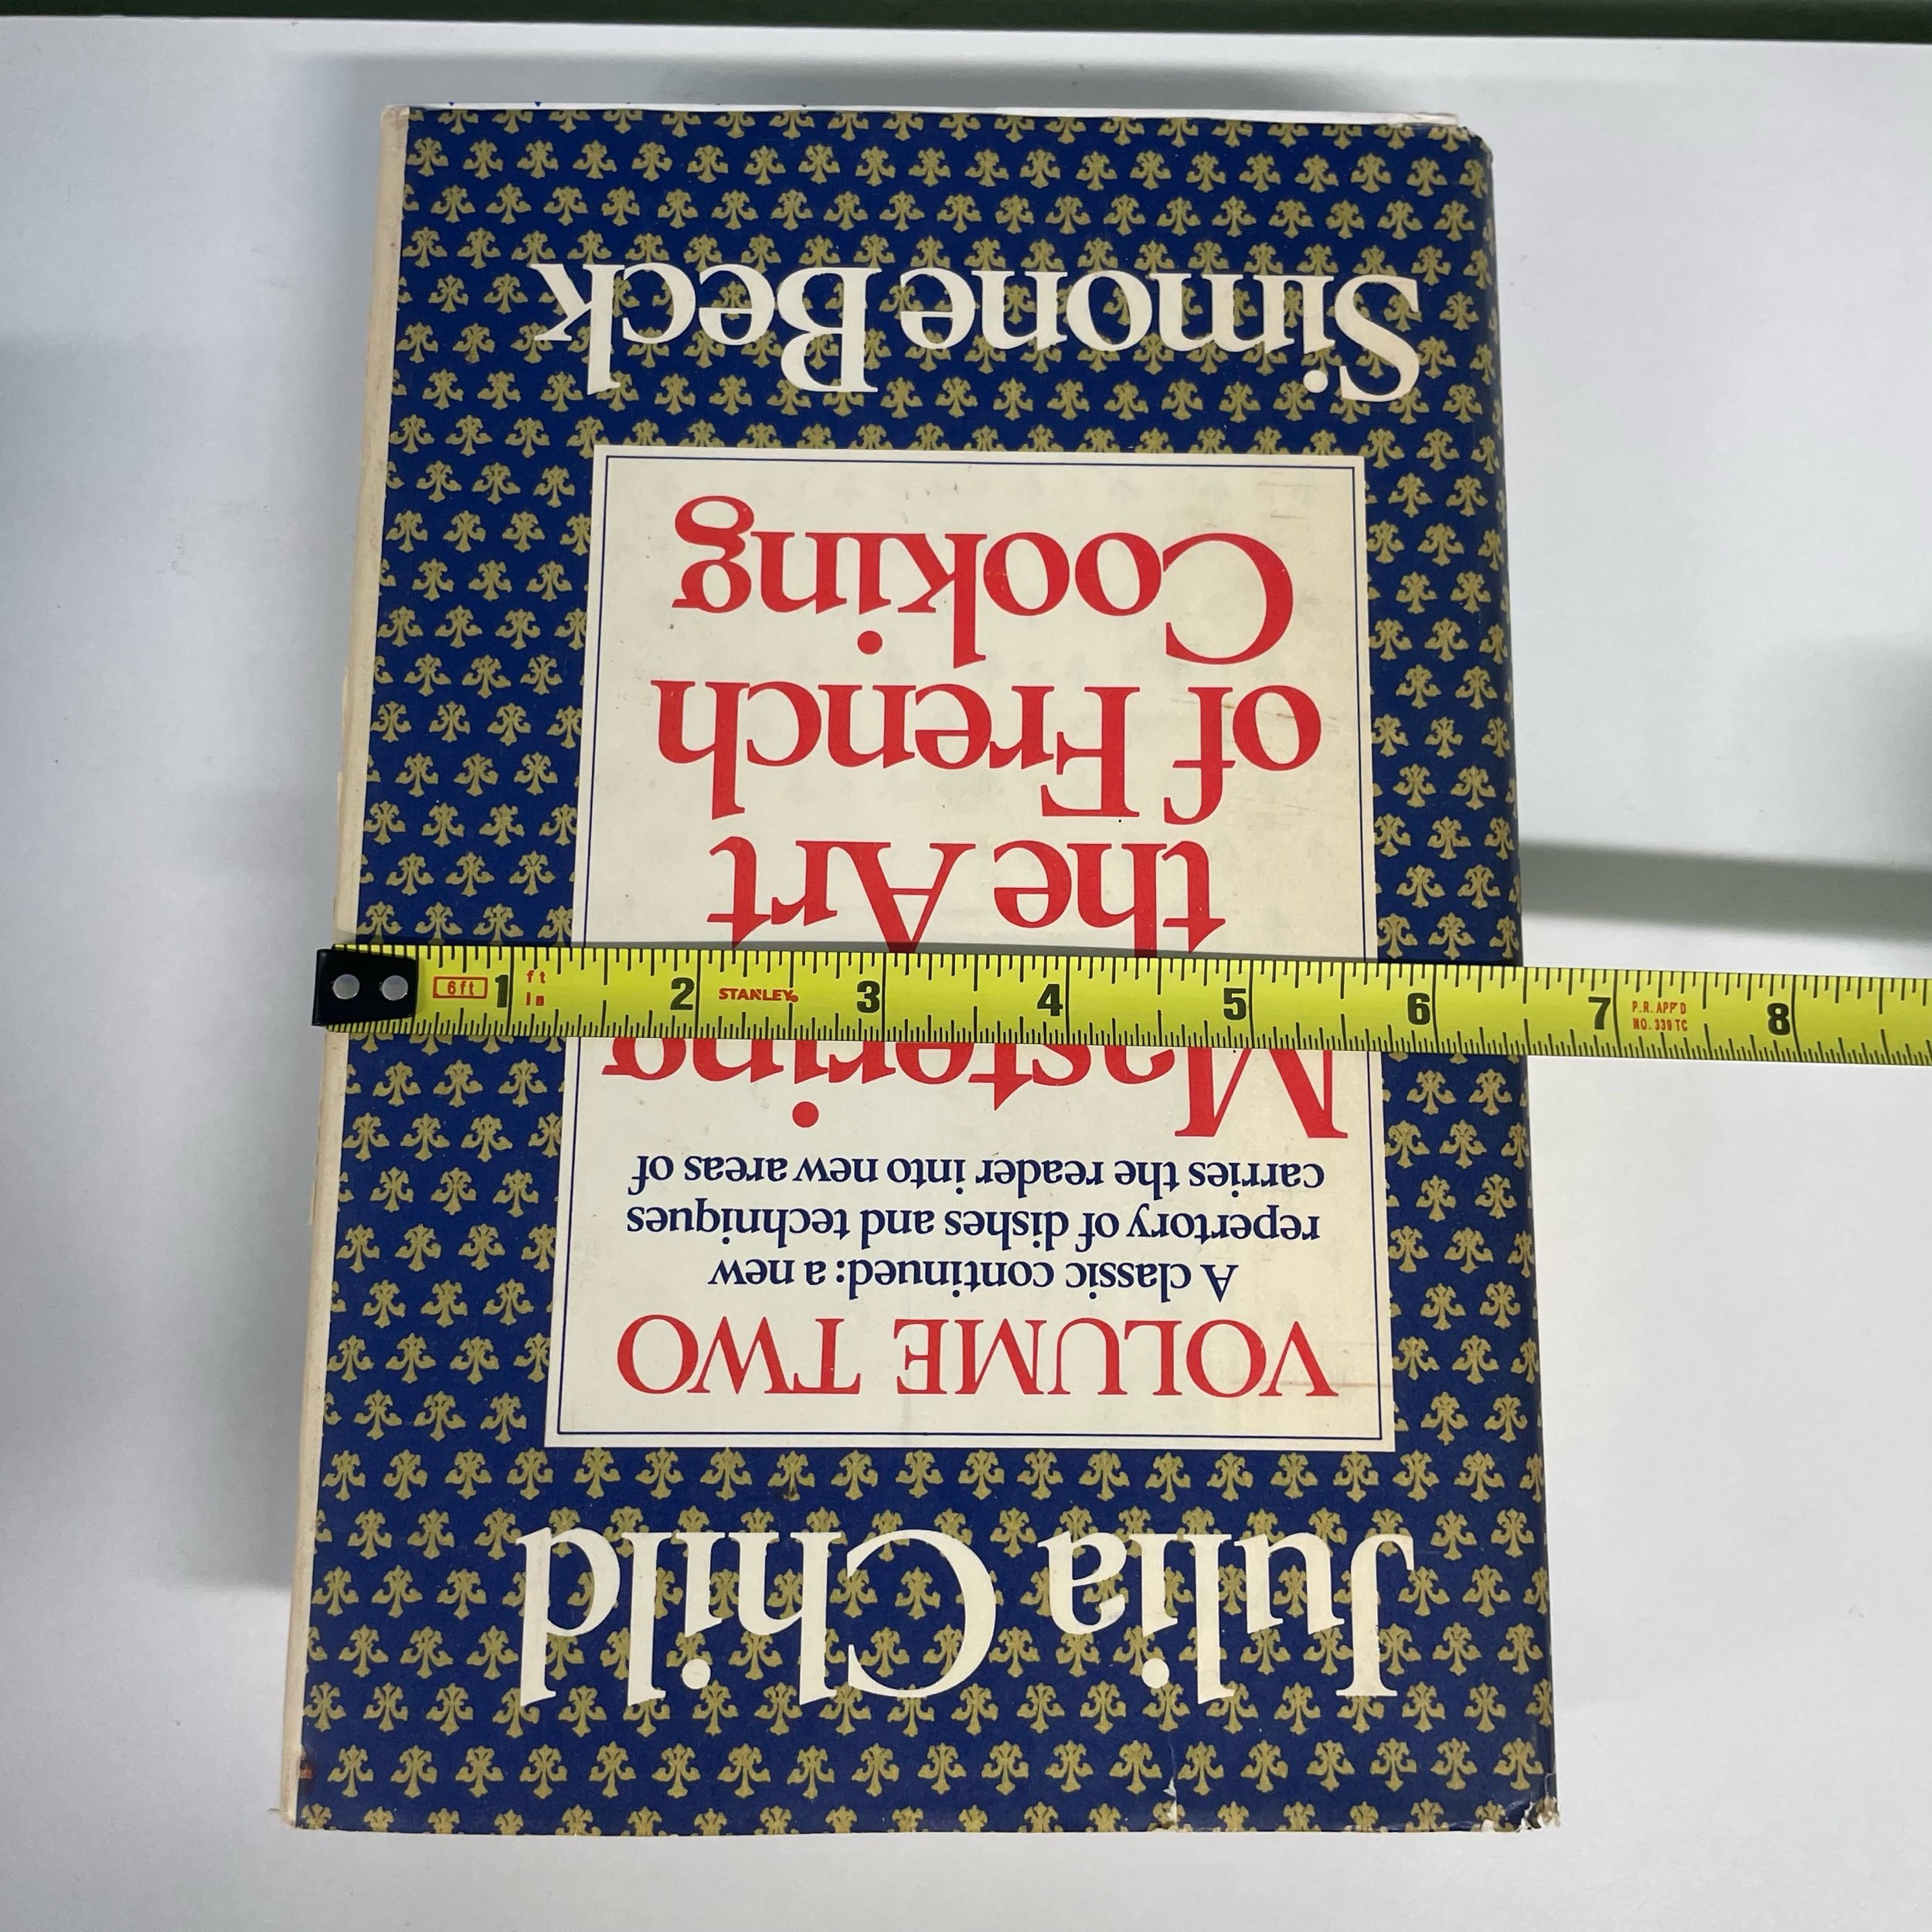 Julia Child
VOLUME TWO
A classic continued: a new
repertory of dishes and techniques
carries the reader into new areas of
Mastering
the Art
of French
Cooking
Simone Beck
6ft 1 ft 2 STANLEY® 3 4 5 6 7 P.R. APP'D 8
in NO. 339 TC